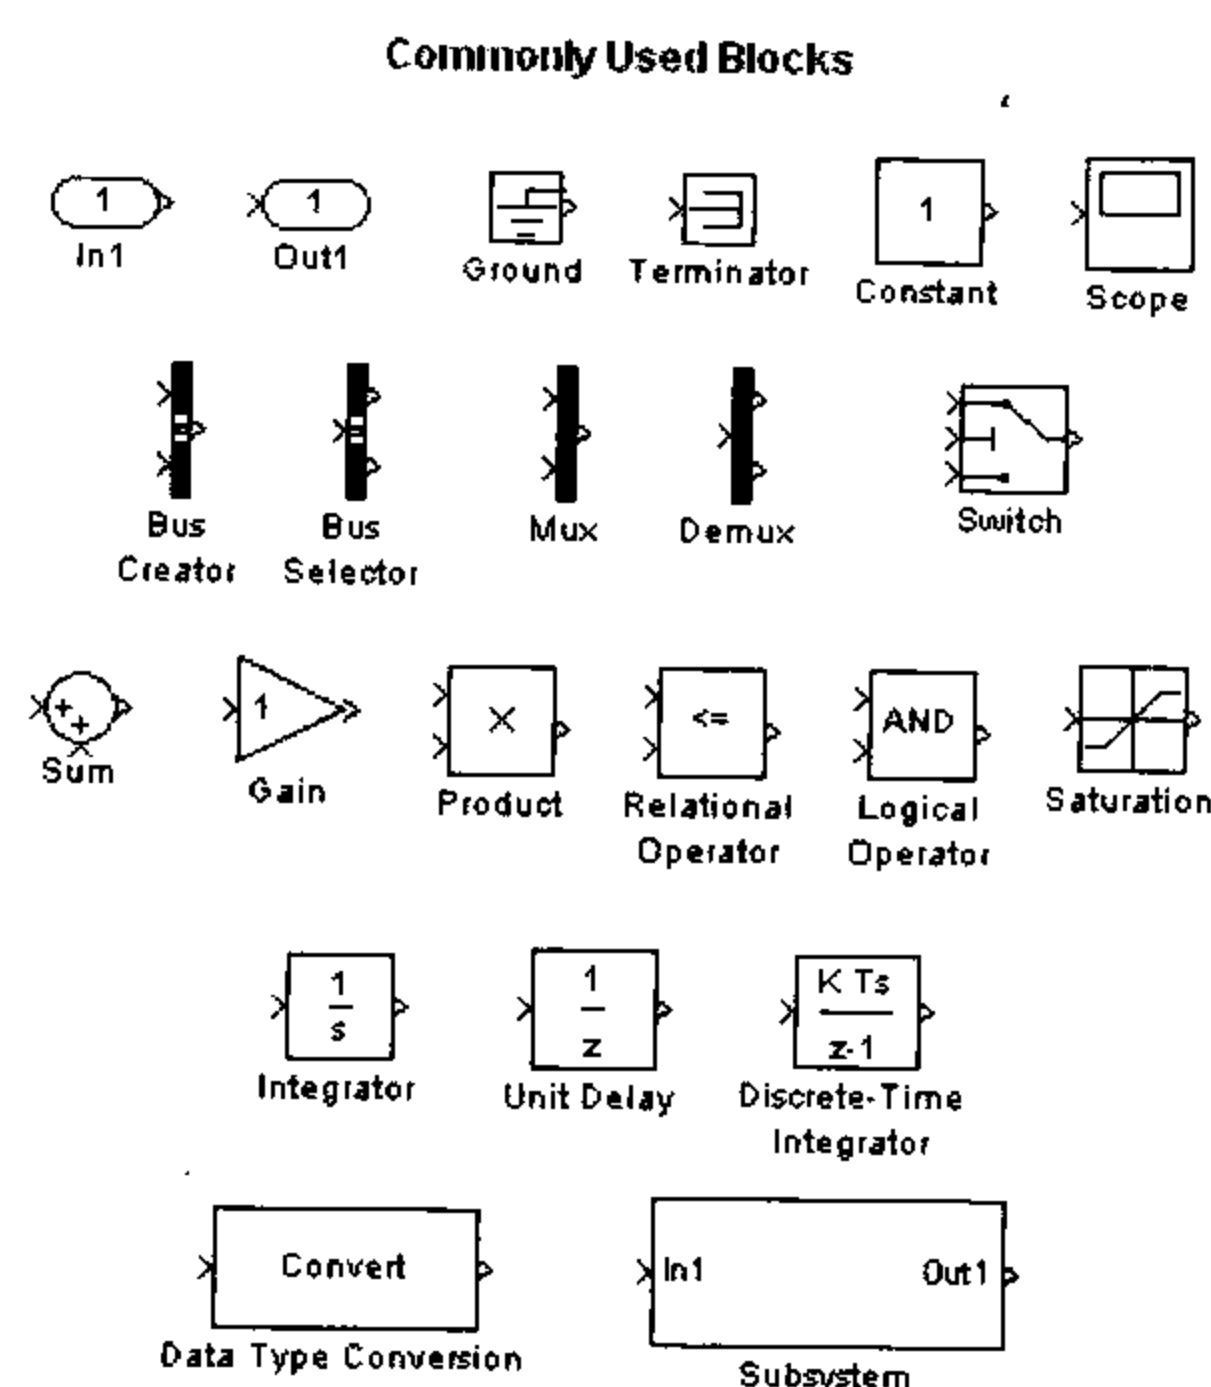 Commonly Used Blocks
1
In1
1
Out1
Ground
Terminator
1
Constant
Scope
Bus
Creator
Bus
Selector
Mux
Demux
Switch
+
+
Sum
1
Gain
×
Product
<=
Relational
Operator
AND
Logical
Operator
Saturation
1
s
Integrator
1
z
Unit Delay
K Ts
z-1
Discrete-Time
Integrator
Convert
Data Type Conversion
In1
Out1
Subsystem